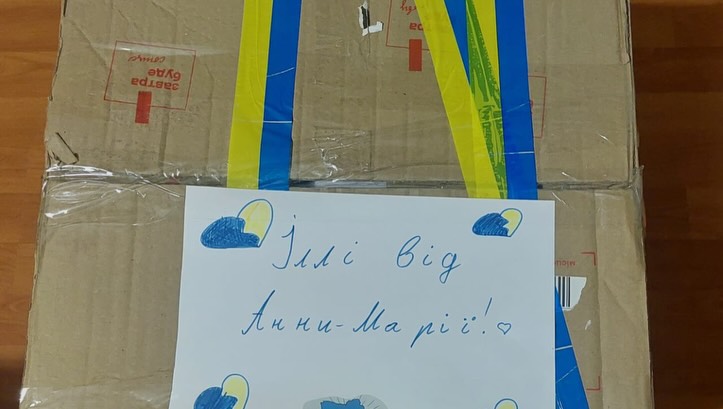 завтра
буде
Іллі від
Анни-Марії!